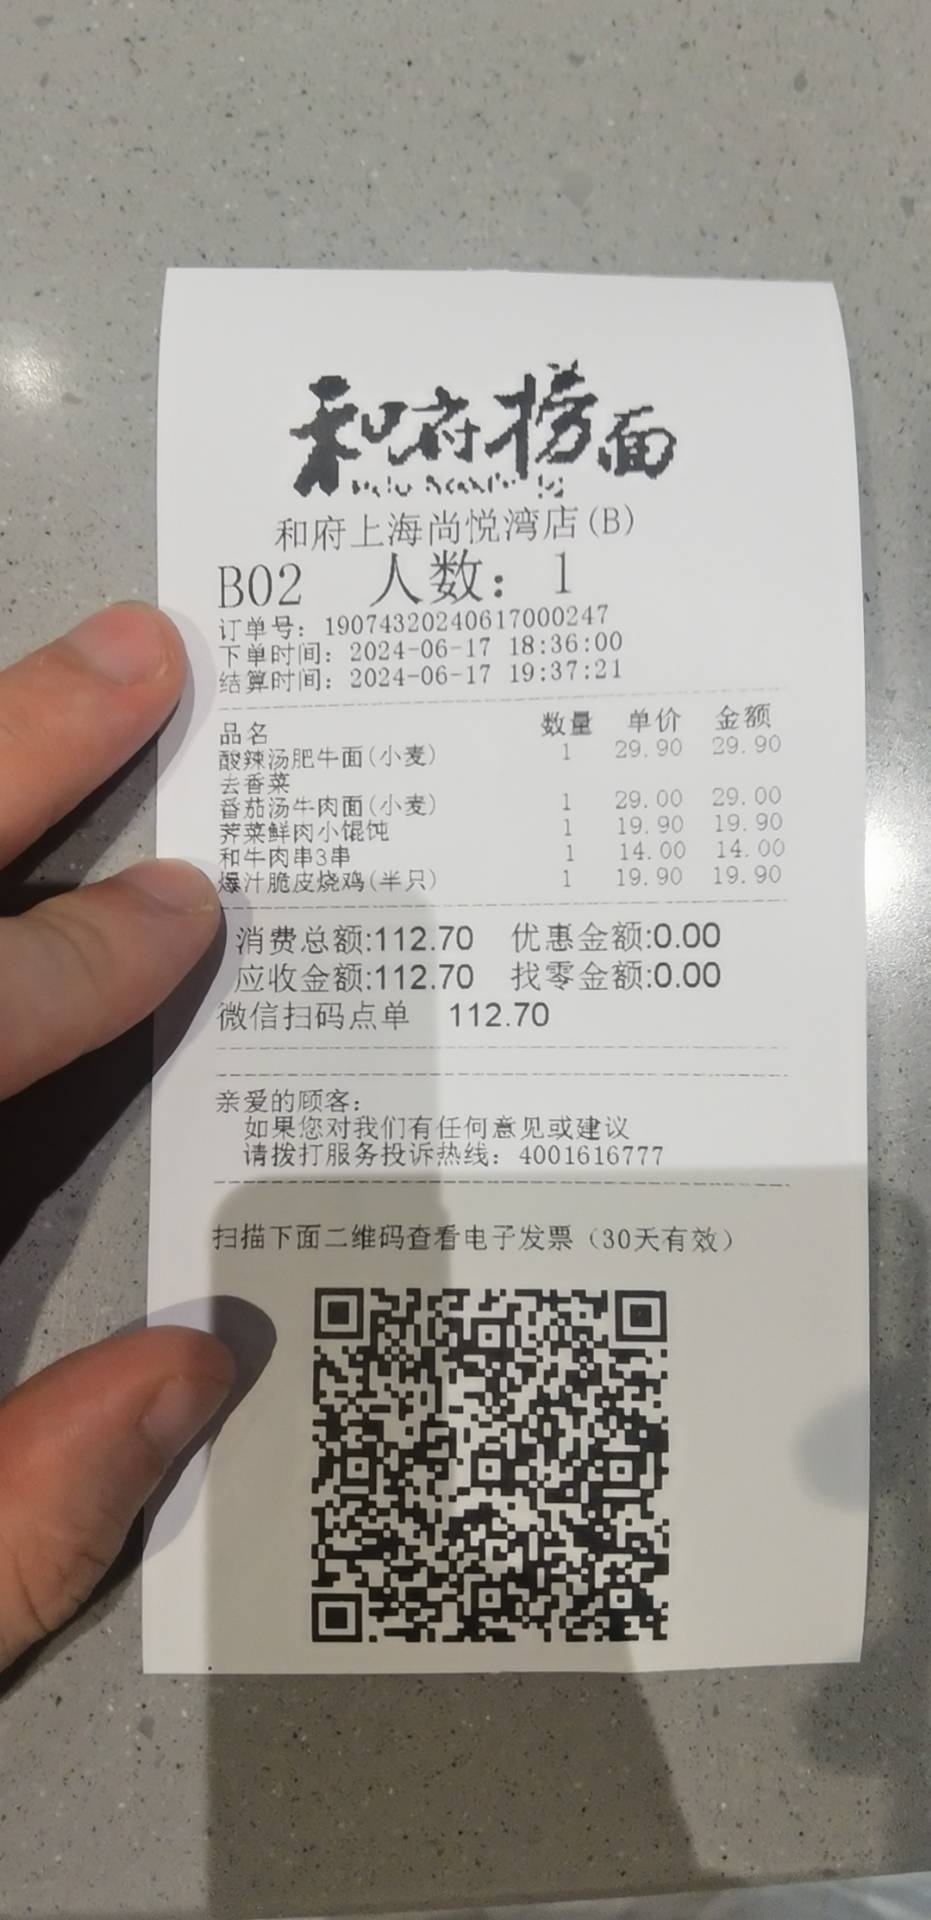 和府捞面
和府上海尚悦湾店(B)
B02 人数: 1
订单号: 19074320240617000247
下单时间: 2024-06-17 18:36:00
结算时间: 2024-06-17 19:37:21
品名 数量 单价 金额
酸辣汤肥牛面(小麦) 1 29.90 29.90
去香菜
番茄汤牛肉面(小麦) 1 29.00 29.00
荠菜鲜肉小馄饨 1 19.90 19.90
和牛肉串3串 1 14.00 14.00
爆汁脆皮烧鸡(半只) 1 19.90 19.90
消费总额:112.70 优惠金额:0.00
应收金额:112.70 找零金额:0.00
微信扫码点单 112.70
亲爱的顾客:
如果您对我们有任何意见或建议
请拨打服务投诉热线: 4001616777
扫描下面二维码查看电子发票（30天有效）